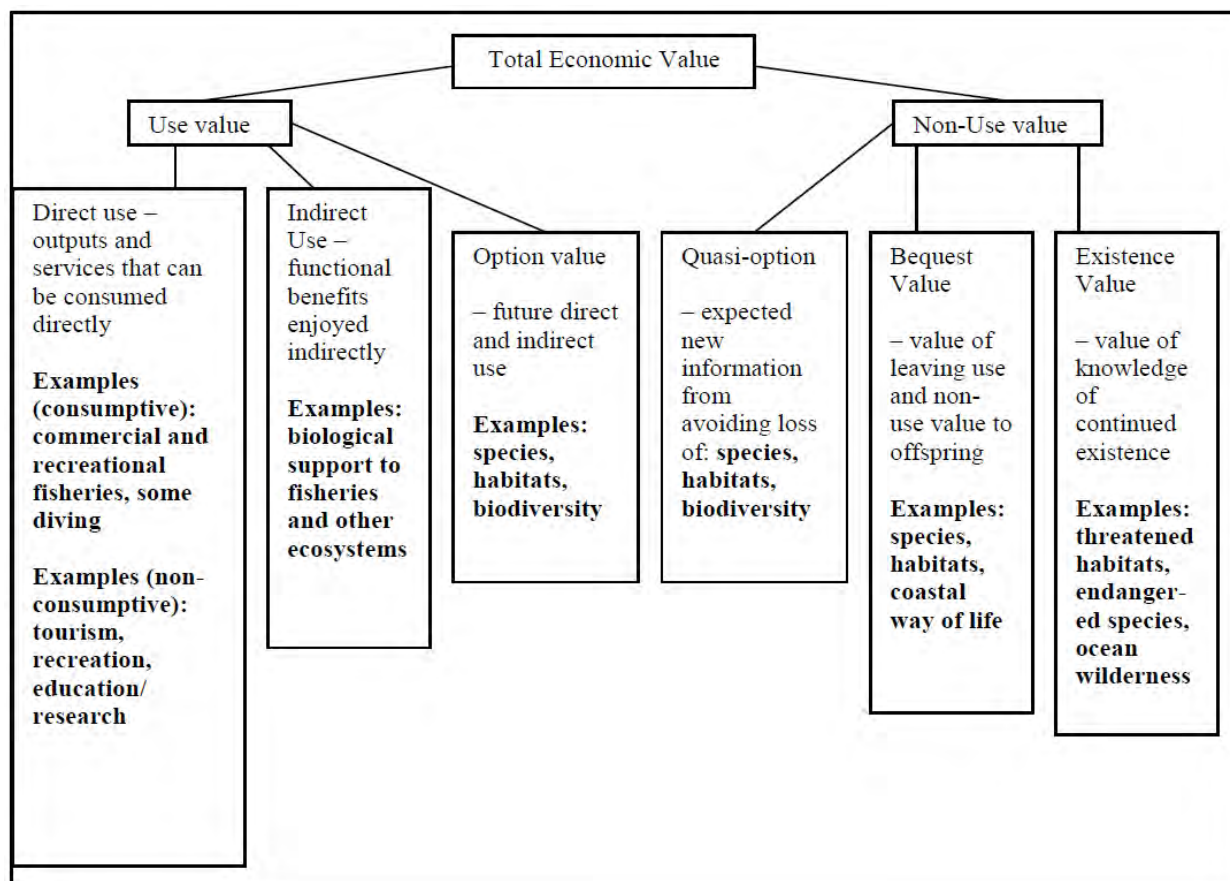 Total Economic Value
Use value
Non-Use value
Direct use –
outputs and
services that can
be consumed
directly
Examples
(consumptive):
commercial and
recreational
fisheries, some
diving
Examples (non-
consumptive):
tourism,
recreation,
education/
research
Indirect
Use –
functional
benefits
enjoyed
indirectly
Examples:
biological
support to
fisheries
and other
ecosystems
Option value
– future direct
and indirect
use
Examples:
species,
habitats,
biodiversity
Quasi-option
– expected
new
information
from
avoiding loss
of: species,
habitats,
biodiversity
Bequest
Value
– value of
leaving use
and non-
use value to
offspring
Examples:
species,
habitats,
coastal
way of life
Existence
Value
– value of
knowledge
of
continued
existence
Examples:
threatened
habitats,
endanger-
ed species,
ocean
wilderness